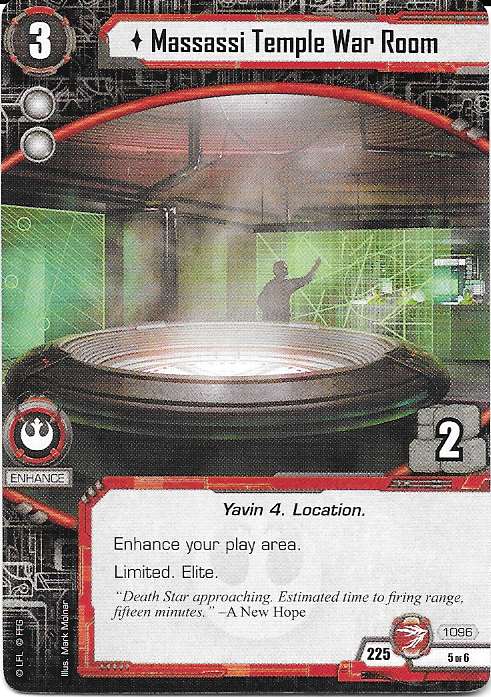 3
Massassi Temple War Room
ENHANCE
2
Yavin 4. Location.
Enhance your play area.
Limited. Elite.
“Death Star approaching. Estimated time to firing range,
fifteen minutes.” –A New Hope
© LFL © FFG
Illus. Mark Molnar
225
1096
5 OF 6